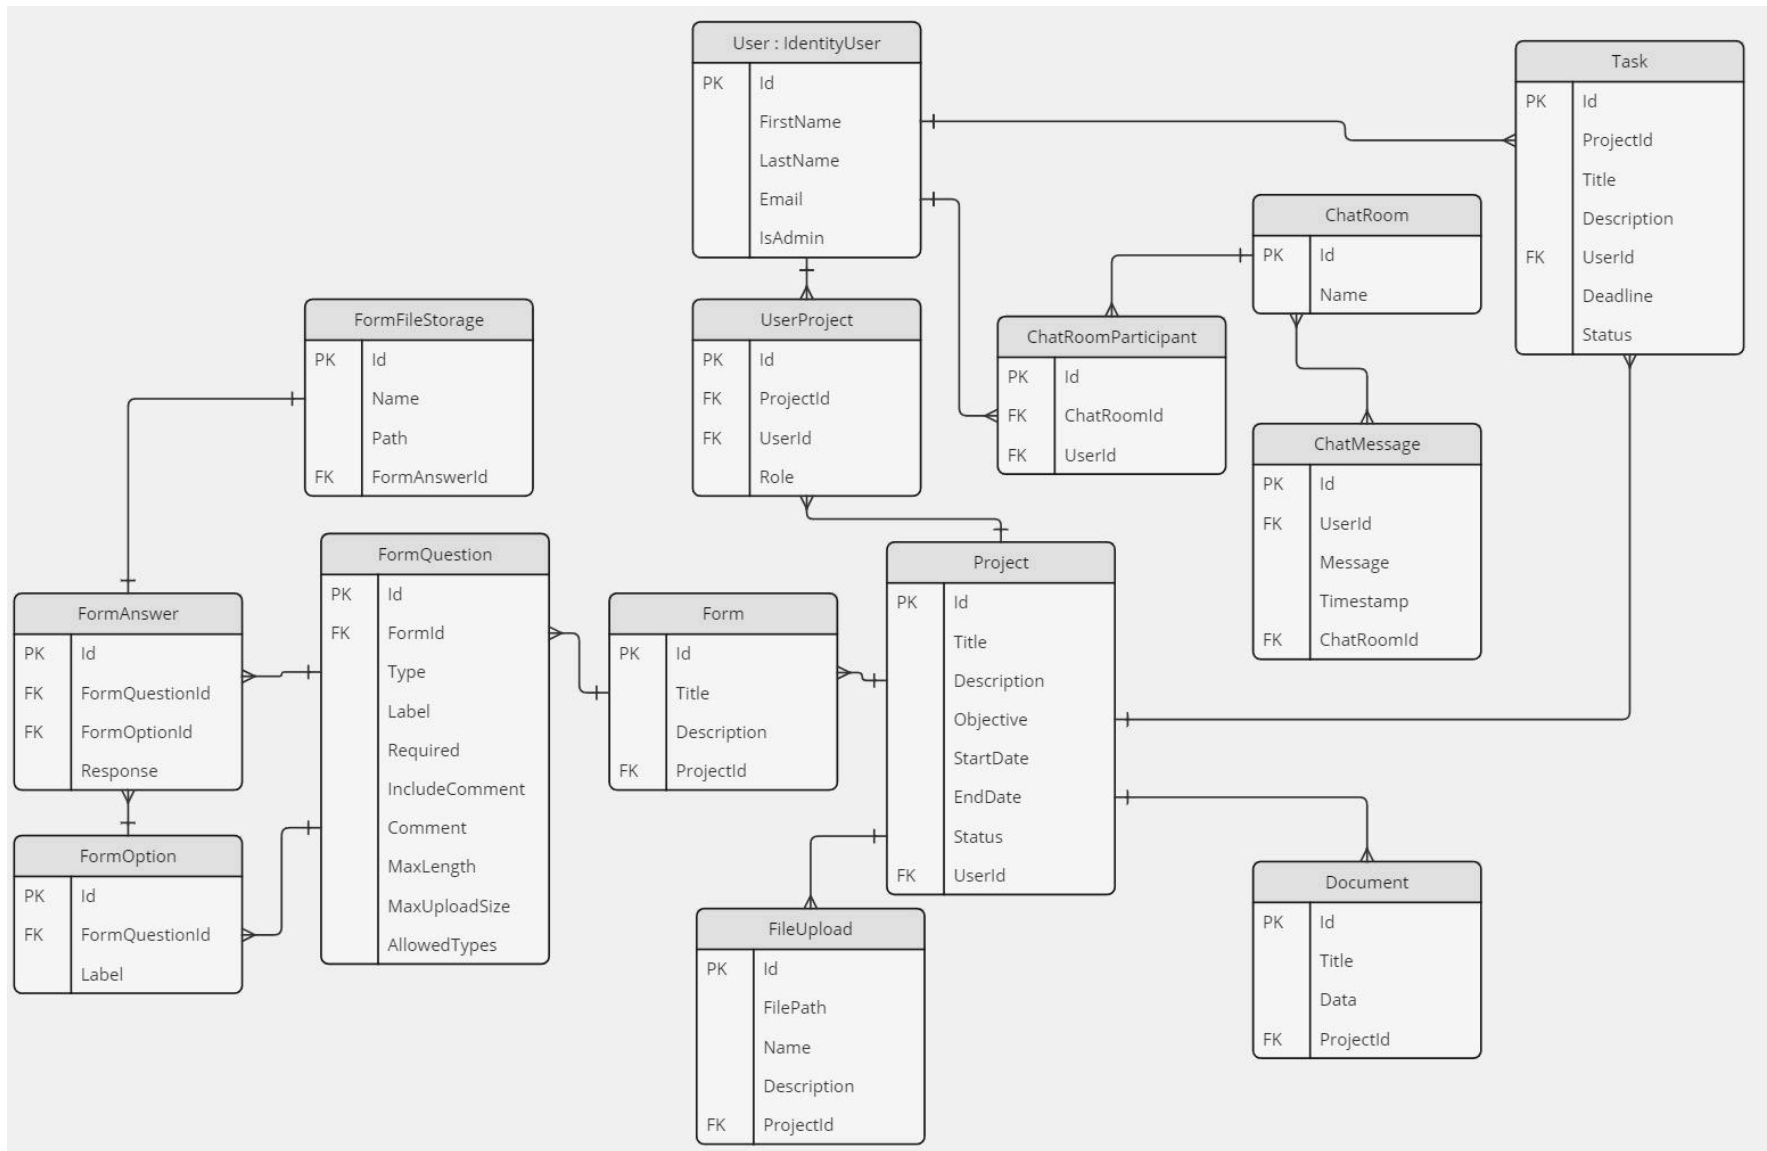 User : IdentityUser
PK Id
FirstName
LastName
Email
IsAdmin
Task
PK Id
ProjectId
Title
Description
FK UserId
Deadline
Status
ChatRoom
PK Id
Name
FormFileStorage
PK Id
Name
Path
FK FormAnswerId
UserProject
PK Id
FK ProjectId
FK UserId
Role
ChatRoomParticipant
PK Id
FK ChatRoomId
FK UserId
ChatMessage
PK Id
FK UserId
Message
Timestamp
FK ChatRoomId
FormAnswer
PK Id
FK FormQuestionId
FK FormOptionId
Response
FormQuestion
PK Id
FK FormId
Type
Label
Required
IncludeComment
Comment
MaxLength
MaxUploadSize
AllowedTypes
Form
PK Id
Title
Description
FK ProjectId
Project
PK Id
Title
Description
Objective
StartDate
EndDate
Status
FK UserId
FormOption
PK Id
FK FormQuestionId
Label
FileUpload
PK Id
FilePath
Name
Description
FK ProjectId
Document
PK Id
Title
Data
FK ProjectId